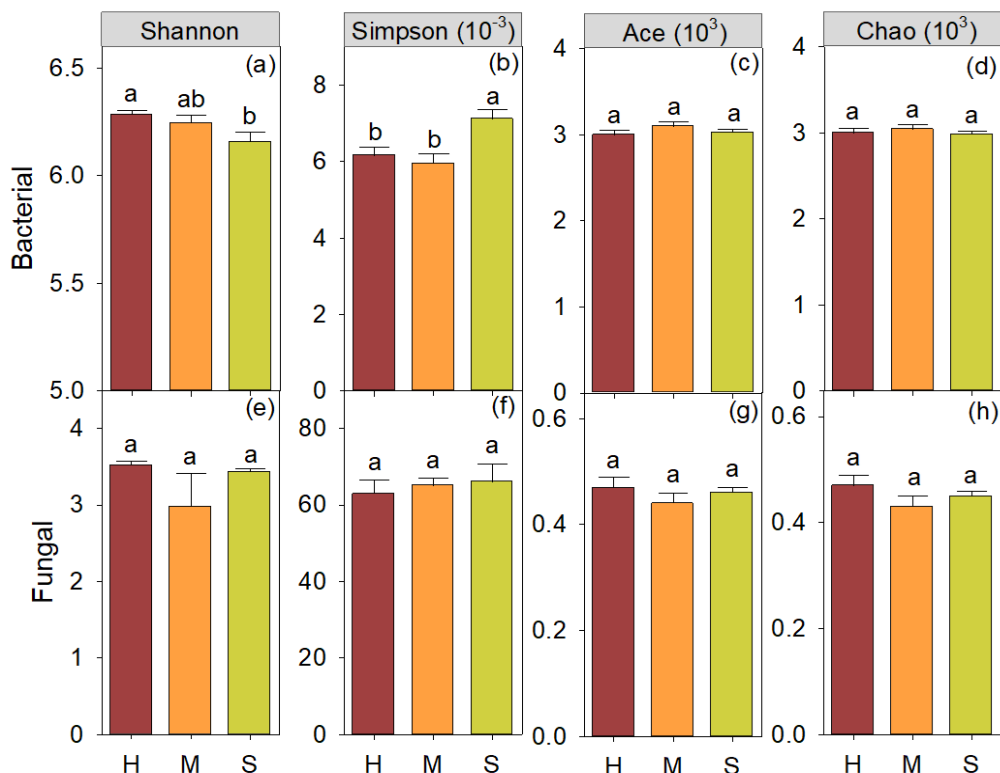 Shannon
Simpson (10⁻³)
Ace (10³)
Chao (10³)
Bacterial
6.5
6.0
5.5
5.0
(a)
a
ab
b
8
6
4
2
0
(b)
b
b
a
4
3
2
1
0
(c)
a
a
a
4
3
2
1
0
(d)
a
a
a
Fungal
4
3
2
1
0
(e)
a
a
a
80
60
40
20
0
(f)
a
a
a
0.6
0.4
0.2
0.0
(g)
a
a
a
0.6
0.4
0.2
0.0
(h)
a
a
a
H M S
H M S
H M S
H M S